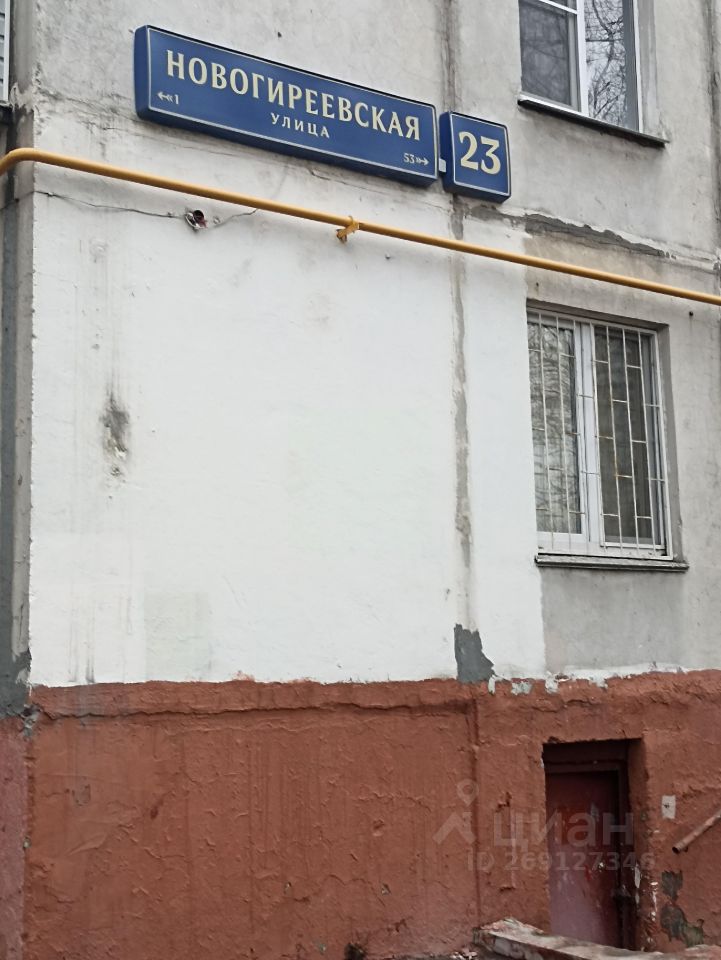 НОВОГИРЕЕВСКАЯ
УЛИЦА
1
53
23
циан
ID 269127346